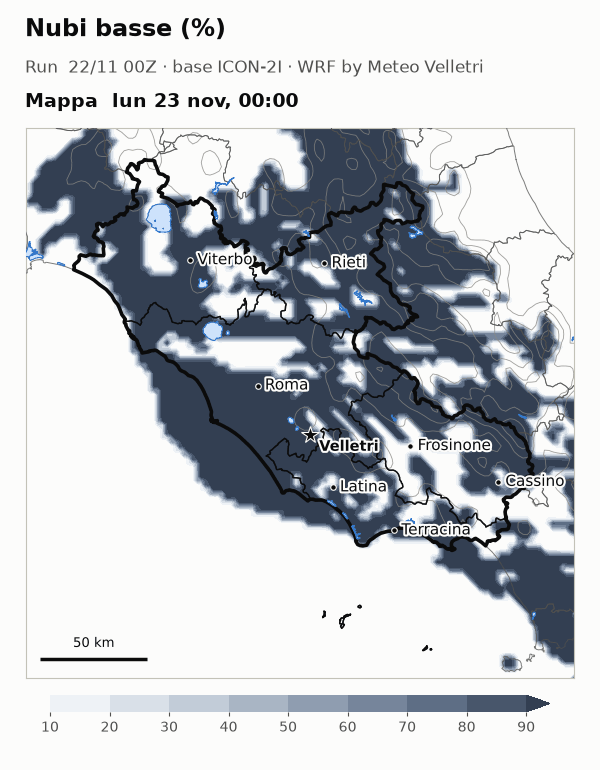 Nubi basse (%)
Run  22/11 00Z · base ICON-2I · WRF by Meteo Velletri
Mappa  lun 23 nov, 00:00
Viterbo
Rieti
Roma
Velletri
Frosinone
Latina
Cassino
Terracina
50 km
10 20 30 40 50 60 70 80 90